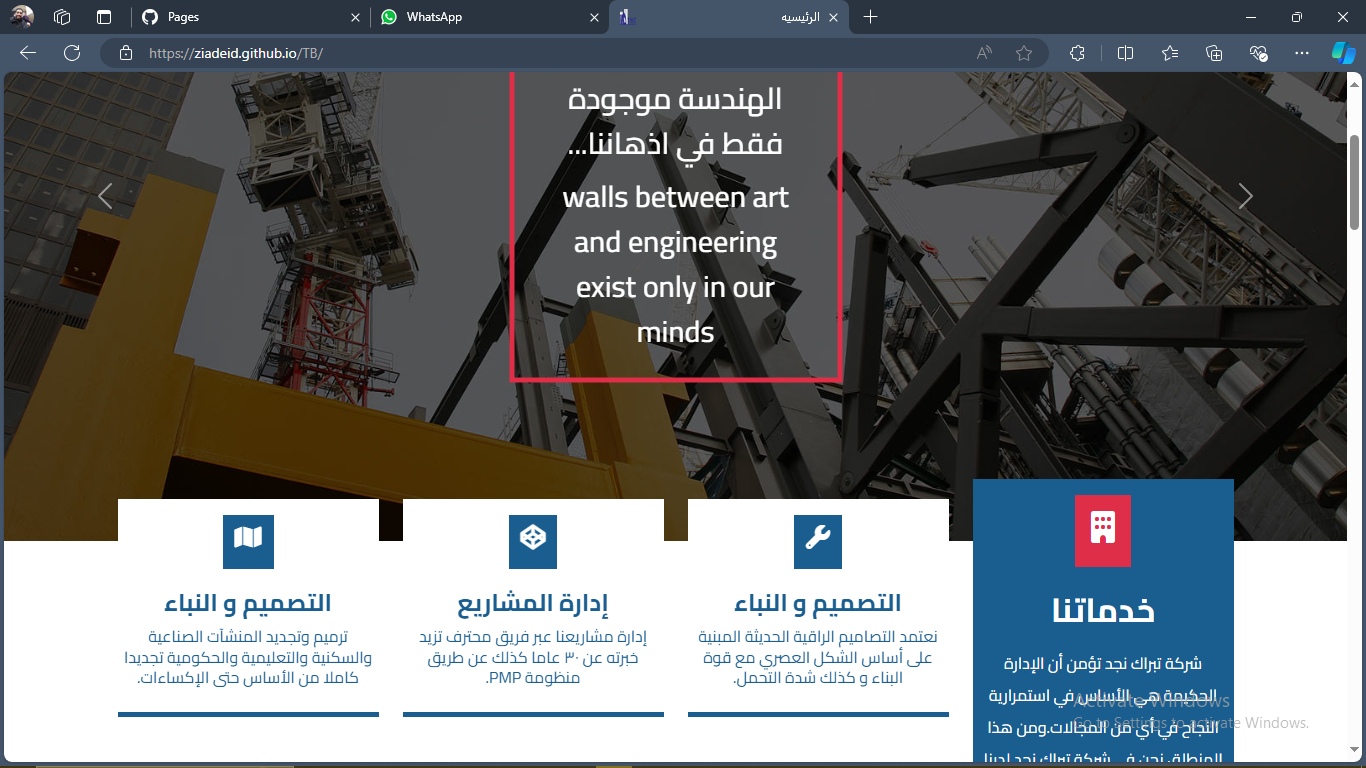 Pages
WhatsApp
الرئيسيه
https://ziadeid.github.io/TB/
الهندسة موجودة
فقط في اذهاننا...
walls between art
and engineering
exist only in our
minds
خدماتنا
شركة تبراك نجد تؤمن أن الإدارة
الحكيمة هي الأساس في استمرارية
النجاح في أي من المجالات.ومن هذا
المنطلق نحن في شركة تبراك نجد لدينا
التصميم و النباء
نعتمد التصاميم الراقية الحديثة المبنية
على أساس الشكل العصري مع قوة
البناء و كذلك شدة التحمل.
إدارة المشاريع
إدارة مشاريعنا عبر فريق محترف تزيد
خبرته عن ٣٠ عاما كذلك عن طريق
منظومة PMP.
التصميم و النباء
ترميم وتجديد المنشآت الصناعية
والسكنية والتعليمية والحكومية تجديدا
كاملا من الأساس حتى الإكساءات.
Activate Windows
Go to Settings to activate Windows.